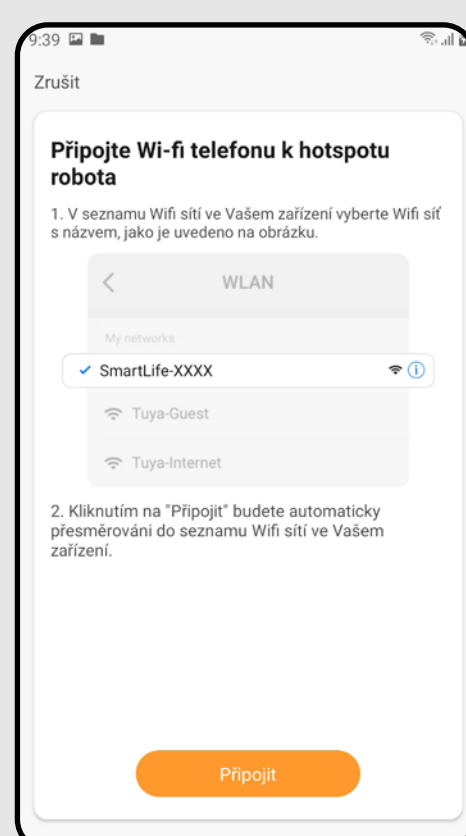 9:39
Zrušit
Připojte Wi-fi telefonu k hotspotu
robota
1. V seznamu Wifi sítí ve Vašem zařízení vyberte Wifi síť
s názvem, jako je uvedeno na obrázku.
WLAN
My networks
SmartLife-XXXX
Tuya-Guest
Tuya-Internet
2. Kliknutím na "Připojit" budete automaticky
přesměrováni do seznamu Wifi sítí ve Vašem
zařízení.
Připojit